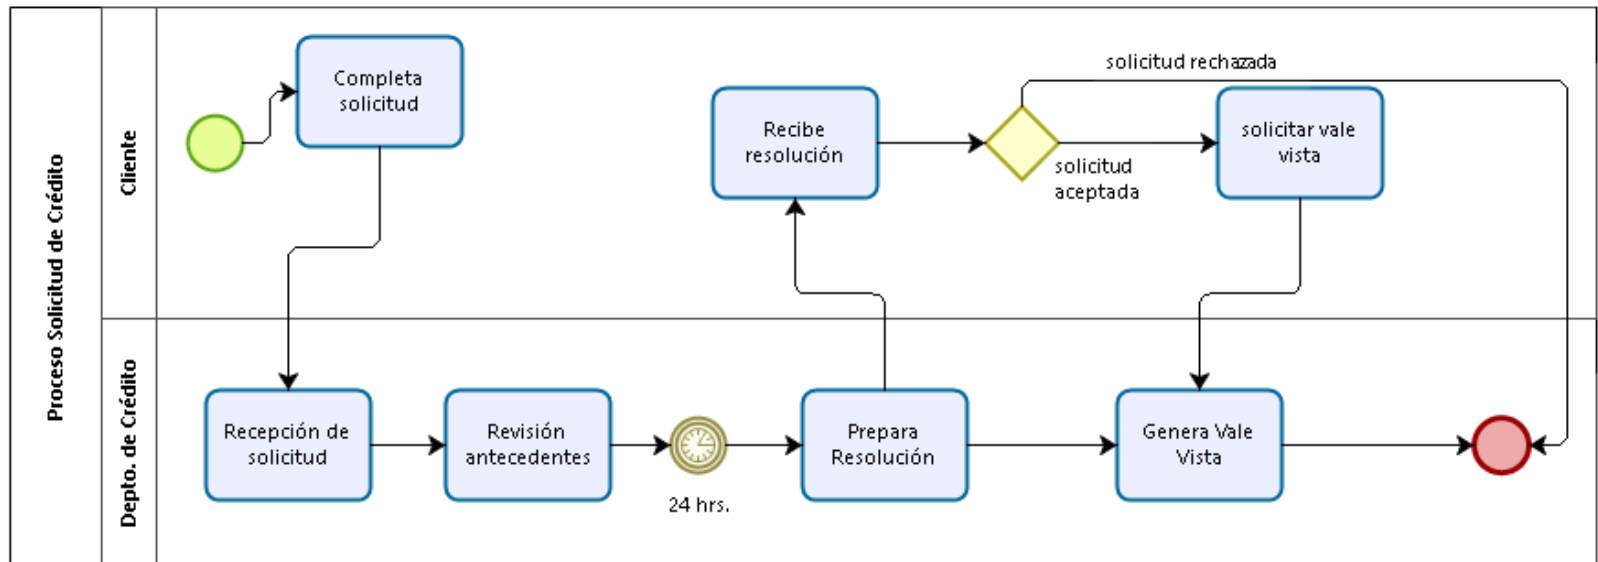 Proceso Solicitud de Crédito
Cliente
Completa
solicitud
Recibe
resolución
solicitud rechazada
solicitud
aceptada
solicitar vale
vista
Depto. de Crédito
Recepción de
solicitud
Revisión
antecedentes
24 hrs.
Prepara
Resolución
Genera Vale
Vista